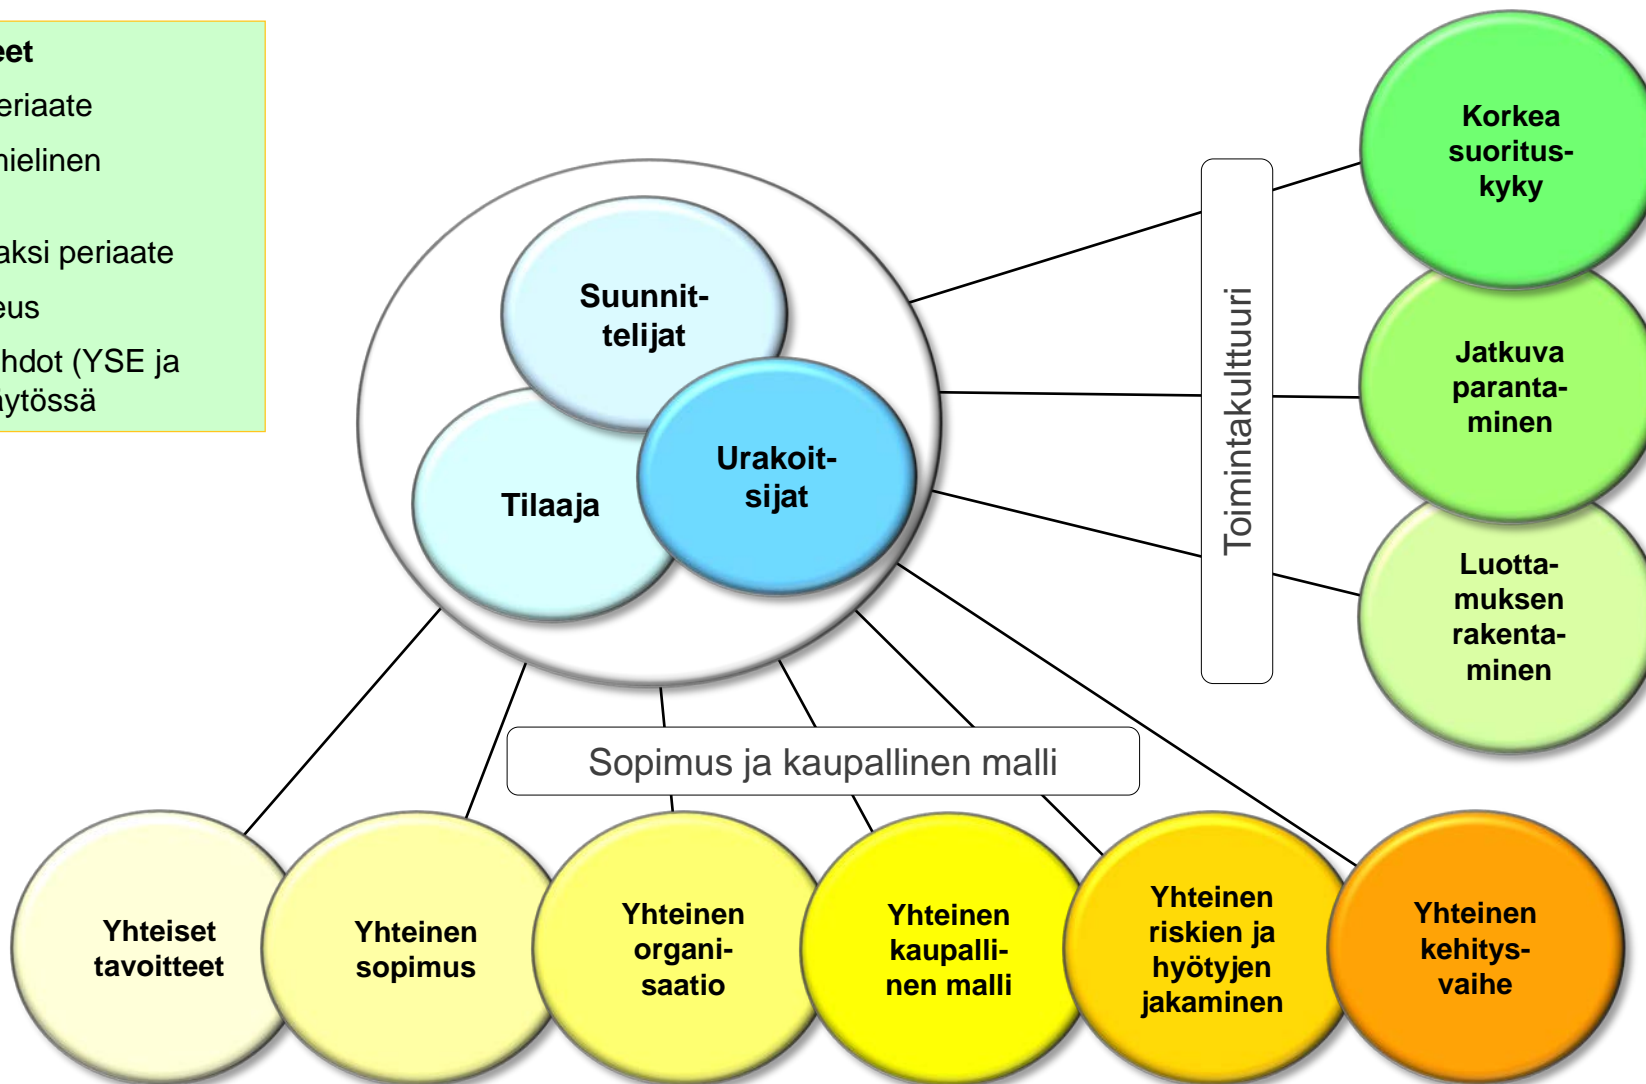 eet
eriaate
nielinen
aksi periaate
eus
hdot (YSE ja
äytössä
Suunnit-
telijat
Tilaaja
Urakoit-
sijat
Toimintakulttuuri
Korkea
suoritus-
kyky
Jatkuva
paranta-
minen
Luotta-
muksen
rakenta-
minen
Sopimus ja kaupallinen malli
Yhteiset
tavoitteet
Yhteinen
sopimus
Yhteinen
organi-
saatio
Yhteinen
kaupalli-
nen malli
Yhteinen
riskien ja
hyötyjen
jakaminen
Yhteinen
kehitys-
vaihe